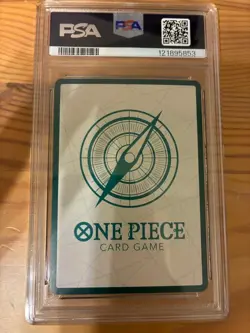 PSA
PSA
121895853
ONE PIECE
CARD GAME